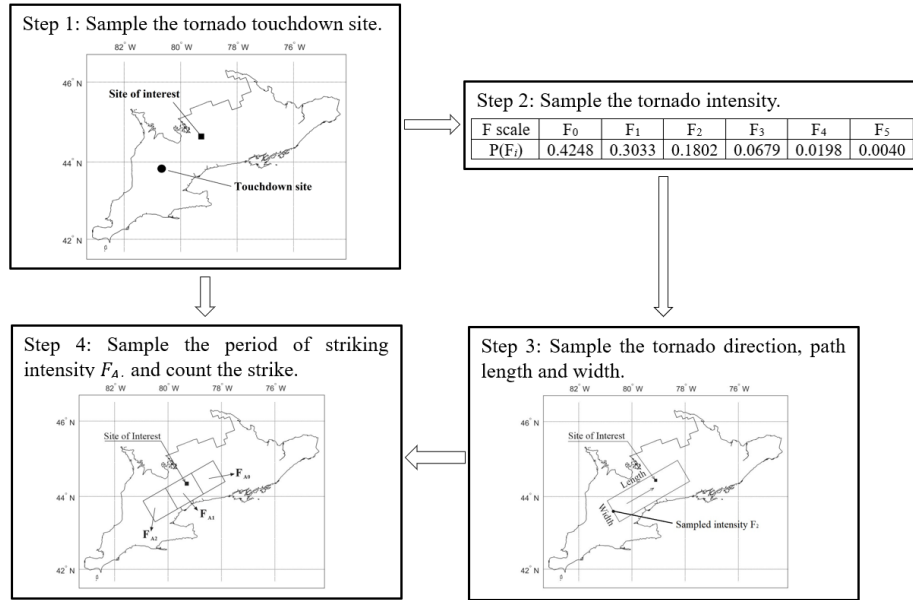 Step 1: Sample the tornado touchdown site.
82° W 80° W 78° W 76° W
46° N
Site of interest
44° N
Touchdown site
42° N
Step 2: Sample the tornado intensity.
F scale F₀ F₁ F₂ F₃ F₄ F₅
P(Fᵢ) 0.4248 0.3033 0.1802 0.0679 0.0198 0.0040
Step 3: Sample the tornado direction, path
length and width.
82° W 80° W 78° W 76° W
46° N
Site of Interest
Length
44° N
Width
Sampled intensity F₂
42° N
Step 4: Sample the period of striking
intensity F_A, and count the strike.
82° W 80° W 78° W 76° W
46° N
Site of Interest
F_A0
44° N
F_A1
F_A2
42° N